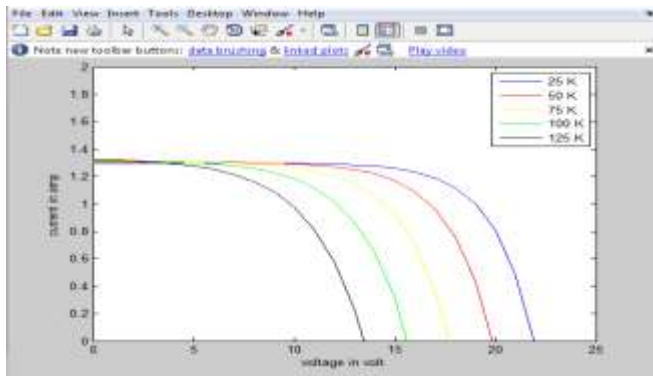 File Edit View Insert Tools Desktop Window Help
Note new toolbar buttons: data brushing & linked plots Play video
2
1.8
1.6
1.4
1.2
1
0.8
0.6
0.4
0.2
0
current in amp
0 5 10 15 20 25
voltage in volt
25 K
50 K
75 K
100 K
125 K